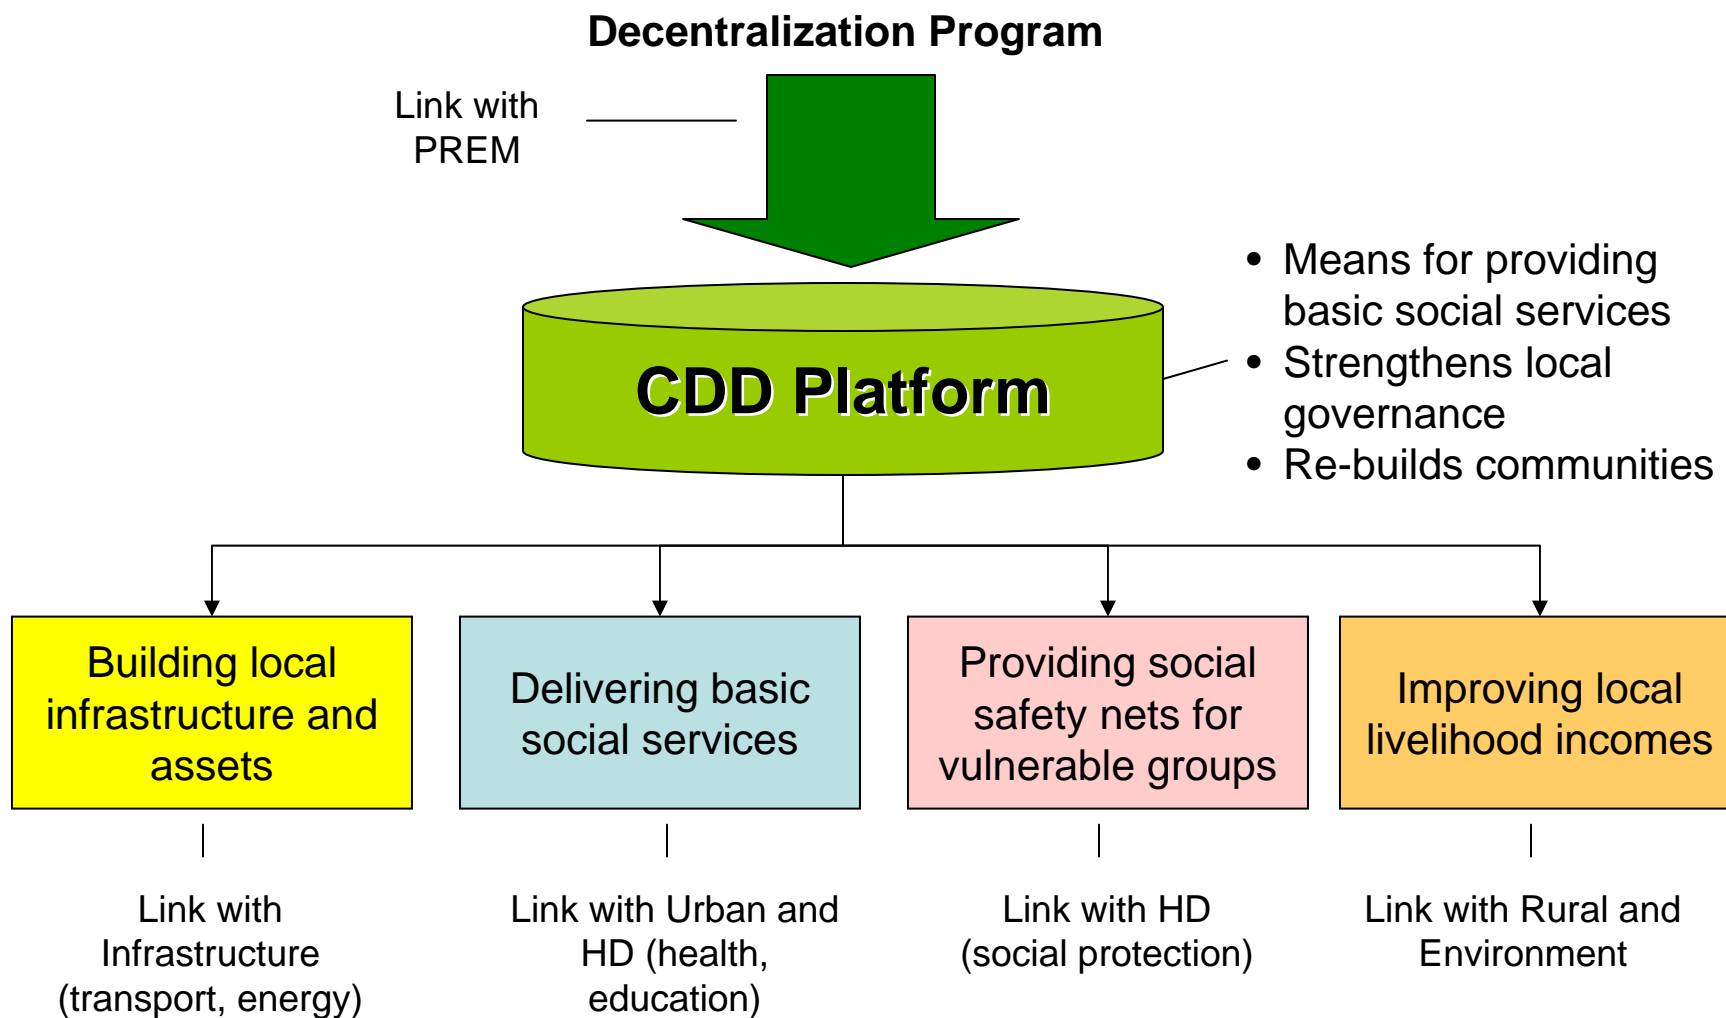 Decentralization Program
Link with
PREM
• Means for providing
basic social services
• Strengthens local
governance
• Re-builds communities
CDD Platform
Building local
infrastructure and
assets
Delivering basic
social services
Providing social
safety nets for
vulnerable groups
Improving local
livelihood incomes
Link with
Infrastructure
(transport, energy)
Link with Urban and
HD (health,
education)
Link with HD
(social protection)
Link with Rural and
Environment